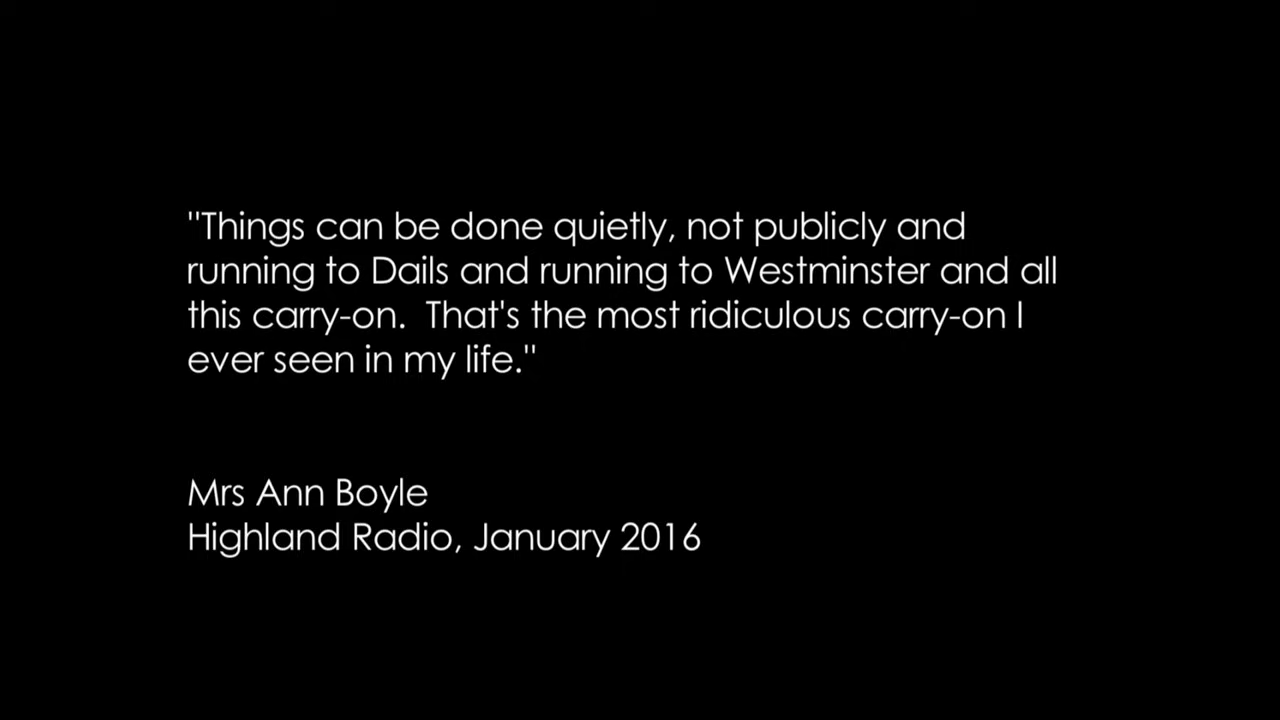 "Things can be done quietly, not publicly and
running to Dails and running to Westminster and all
this carry-on.  That's the most ridiculous carry-on I
ever seen in my life."
Mrs Ann Boyle
Highland Radio, January 2016